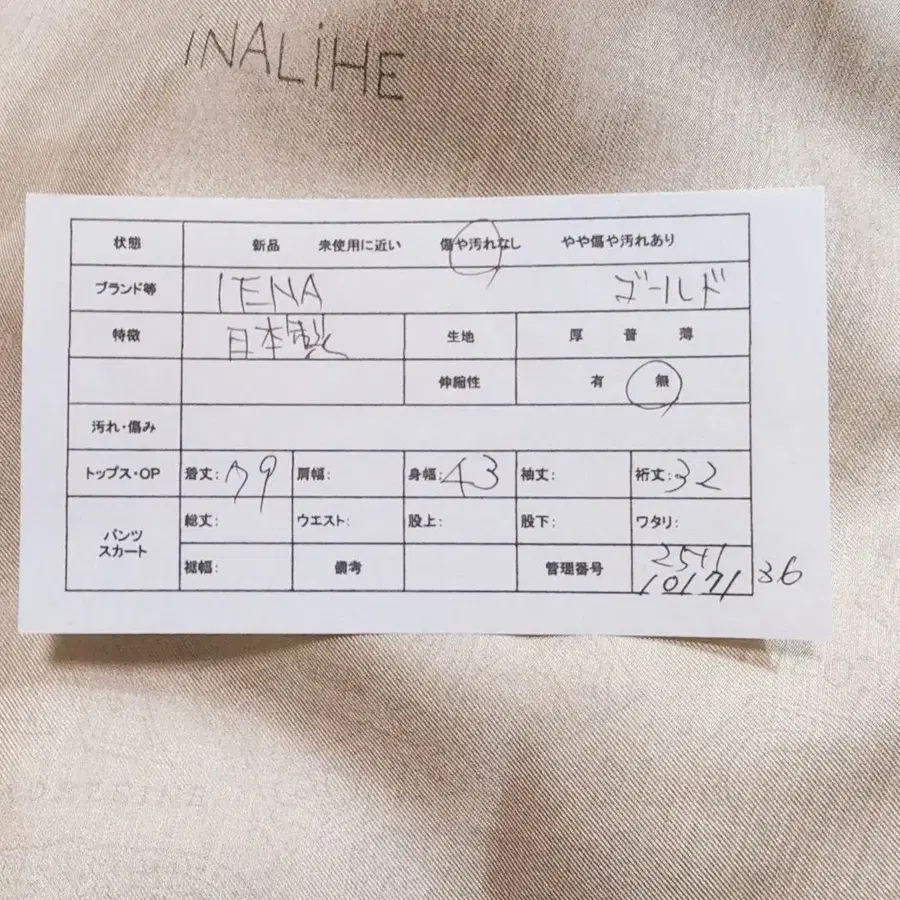 iNALiHE
状態 新品 未使用に近い 傷や汚れなし やや傷や汚れあり
ブランド等 IENA ゴールド
特徴 日本製 生地 厚 普 薄
伸縮性 有 無
汚れ・傷み
トップス・OP 着丈: 79 肩幅: 身幅: 43 袖丈: 裄丈: 32
パンツ スカート 総丈: ウエスト: 股上: 股下: ワタリ:
裾幅: 備考 管理番号 25+1
10171 36